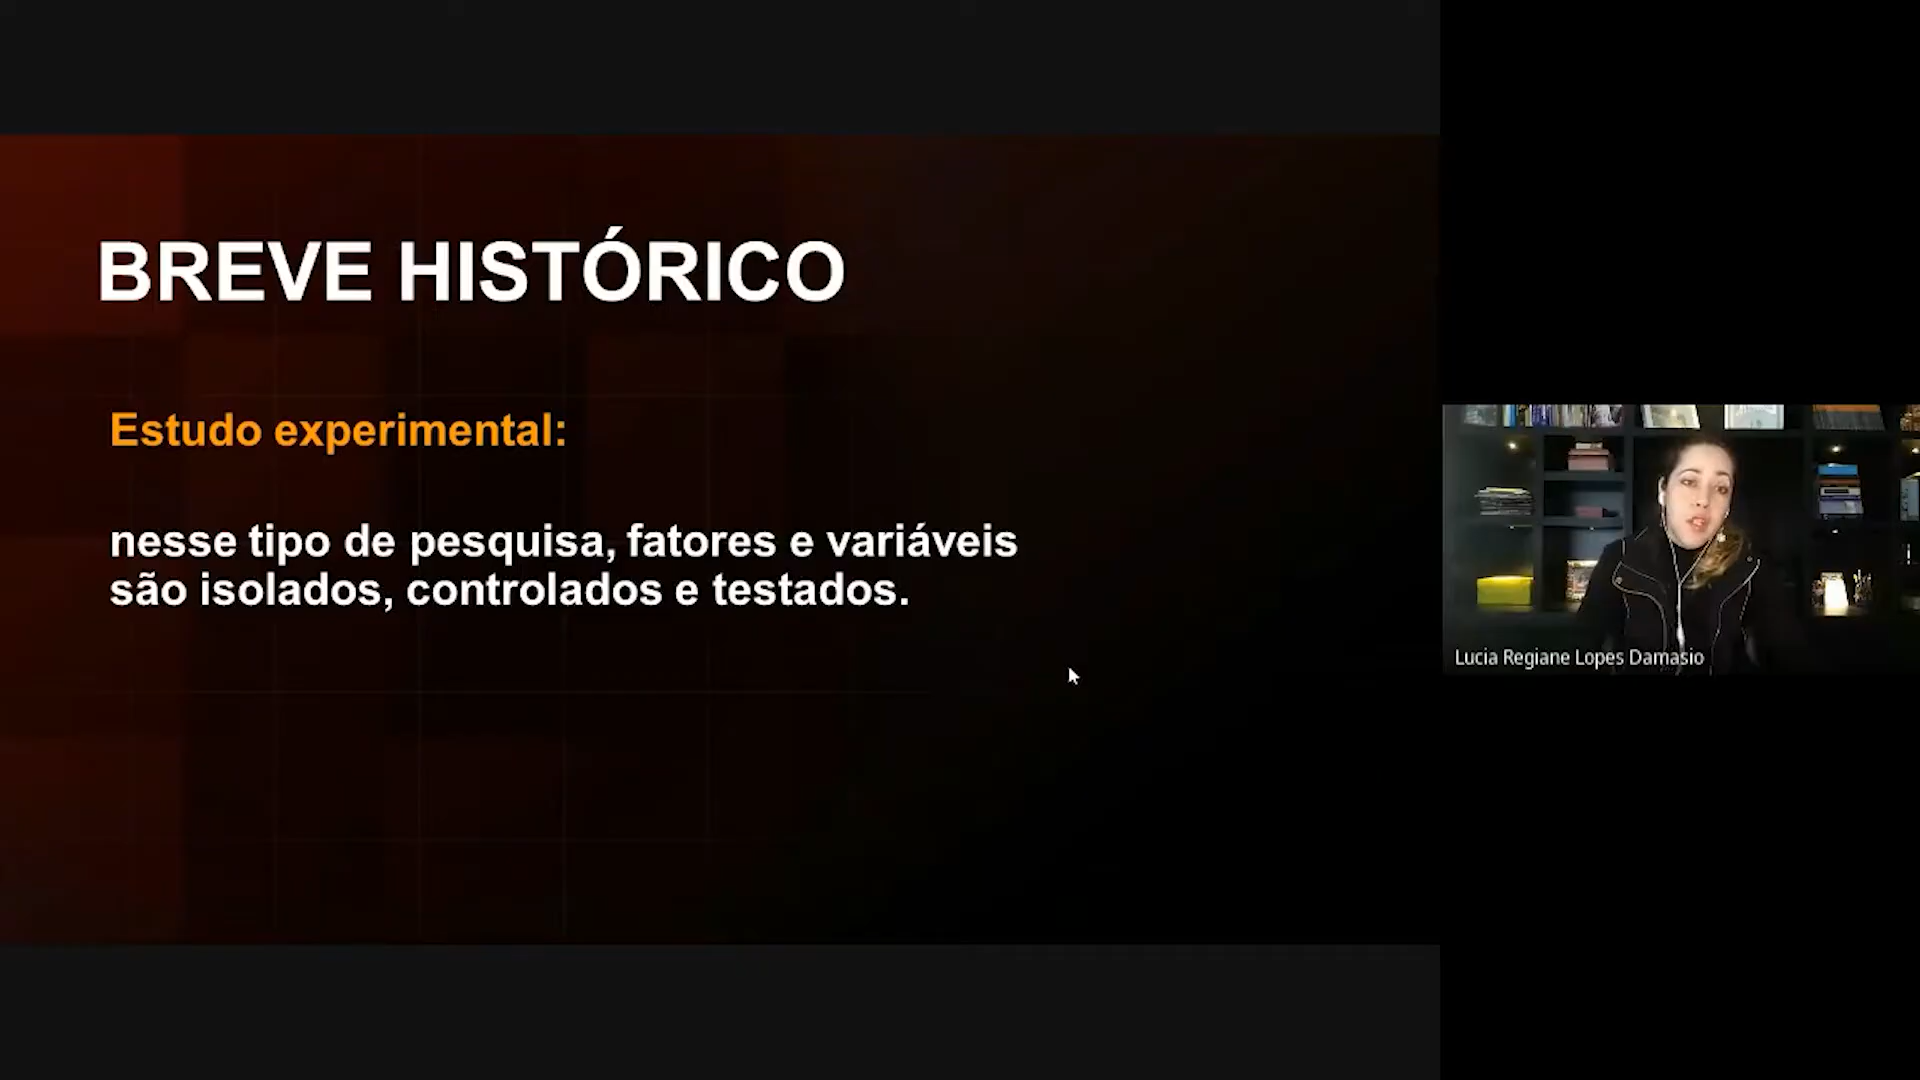 BREVE HISTÓRICO
Estudo experimental:
nesse tipo de pesquisa, fatores e variáveis
são isolados, controlados e testados.
Lucia Regiane Lopes Damasio